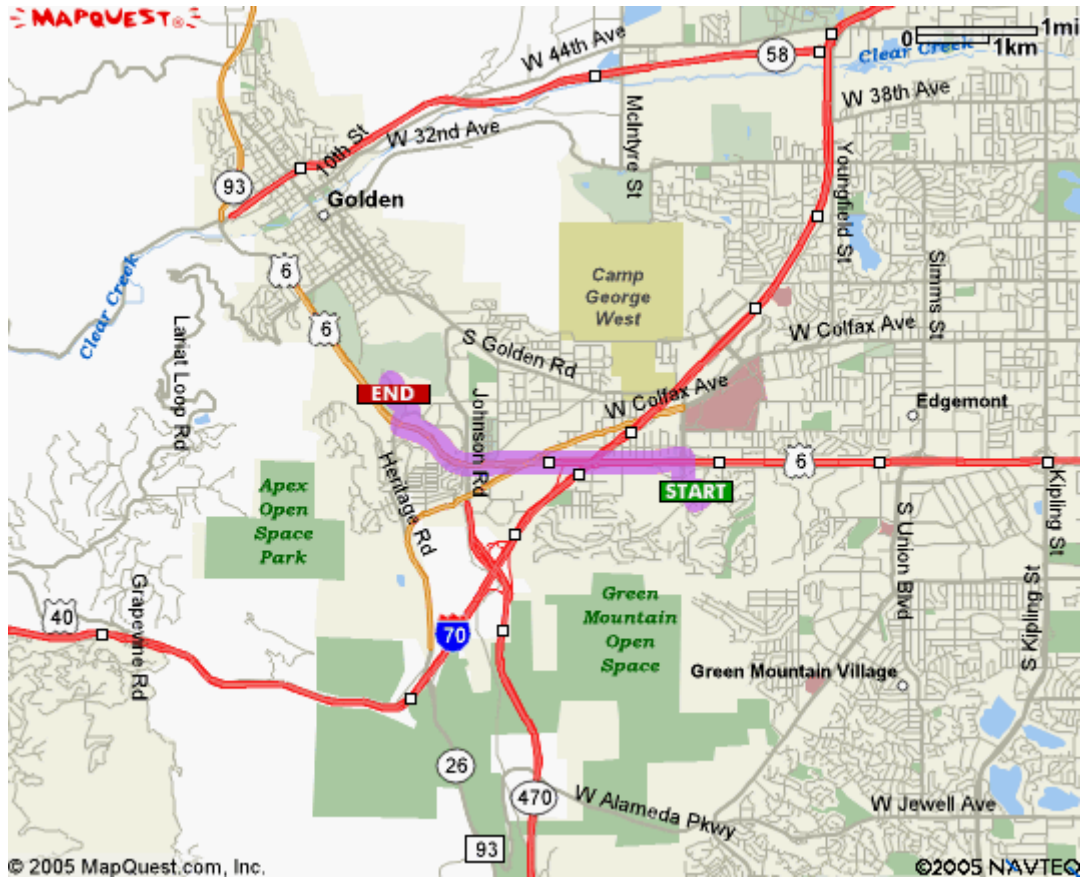 MAPQUEST
0 1mi
1km
W 44th Ave
58
Clear Creek
W 38th Ave
McIntyre St
W 32nd Ave
10th St
Youngfield St
93
Golden
6
Clear Creek
Camp
George
West
Simms St
6
Lariat Loop Rd
S Golden Rd
W Colfax Ave
END
Johnson Rd
W Colfax Ave
Edgemont
6
Heritage Rd
START
Apex
Open
Space
Park
Kipling St
S Union Blvd
Grapevine Rd
40
70
Green
Mountain
Open
Space
S Kipling St
Green Mountain Village
26
470
W Alameda Pkwy
W Jewell Ave
93
© 2005 MapQuest.com, Inc.
©2005 NAVTEQ